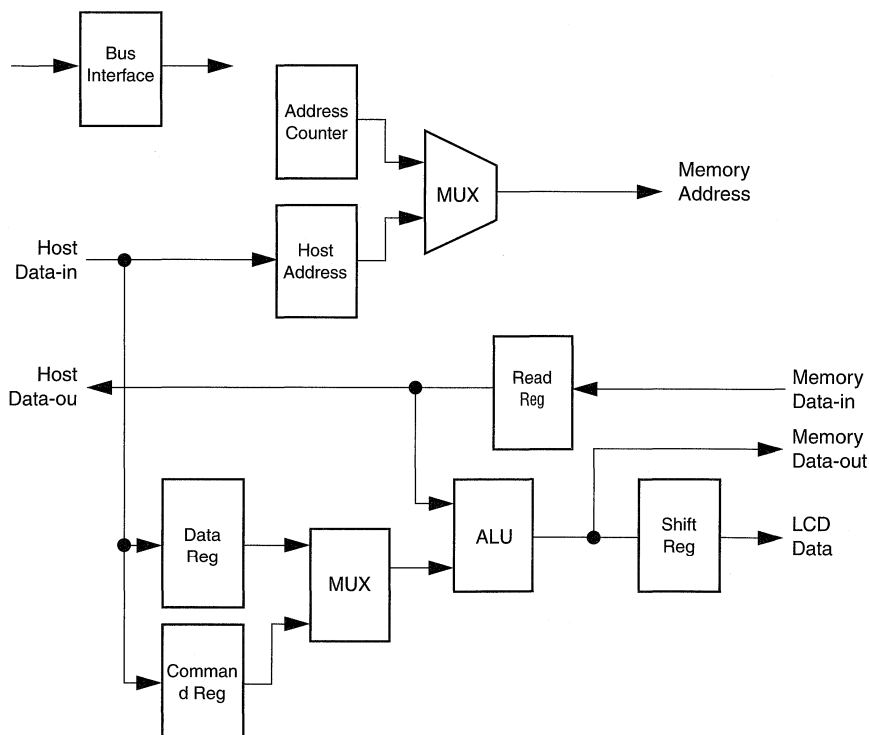 Bus
Interface
Address
Counter
MUX
Memory
Address
Host
Data-in
Host
Address
Host
Data-ou
Read
Reg
Memory
Data-in
Memory
Data-out
Data
Reg
MUX
ALU
Shift
Reg
LCD
Data
Comman
d Reg